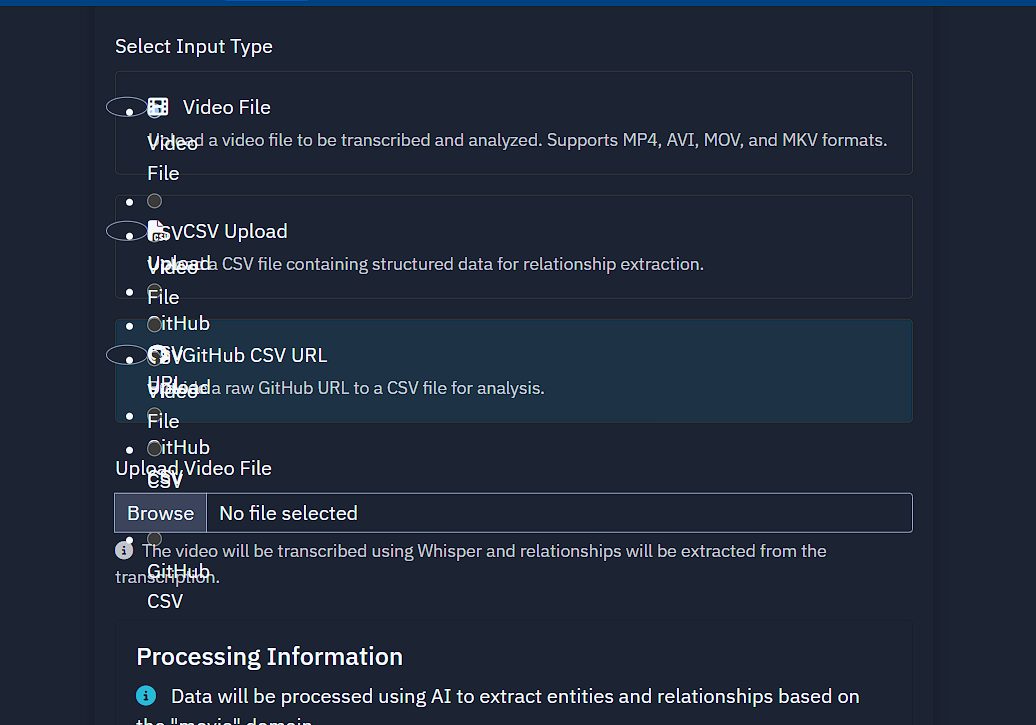 Select Input Type
Video File
Upload a video file to be transcribed and analyzed. Supports MP4, AVI, MOV, and MKV formats.
Video
File
CSV Upload
CSV
Upload a CSV file containing structured data for relationship extraction.
Upload
Video
File
GitHub
GitHub CSV URL
CSV
URL
Provide a raw GitHub URL to a CSV file for analysis.
Upload
Video
File
GitHub
Upload Video File
CSV
Browse No file selected
The video will be transcribed using Whisper and relationships will be extracted from the
transcription.
GitHub
CSV
Processing Information
Data will be processed using AI to extract entities and relationships based on
the "movie" domain